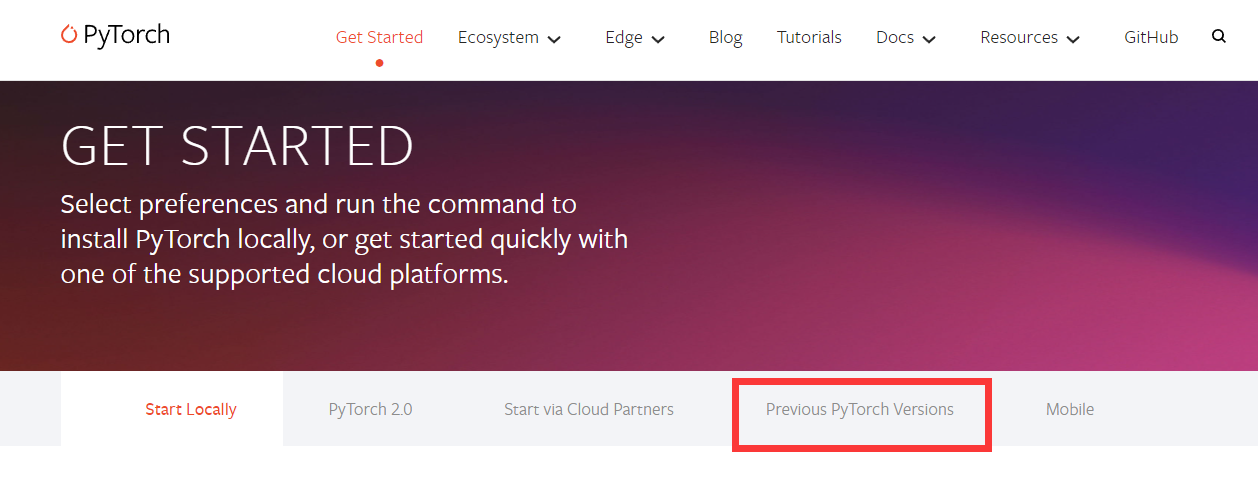 PyTorch
Get Started Ecosystem Edge Blog Tutorials Docs Resources GitHub
GET STARTED
Select preferences and run the command to
install PyTorch locally, or get started quickly with
one of the supported cloud platforms.
Start Locally PyTorch 2.0 Start via Cloud Partners Previous PyTorch Versions Mobile